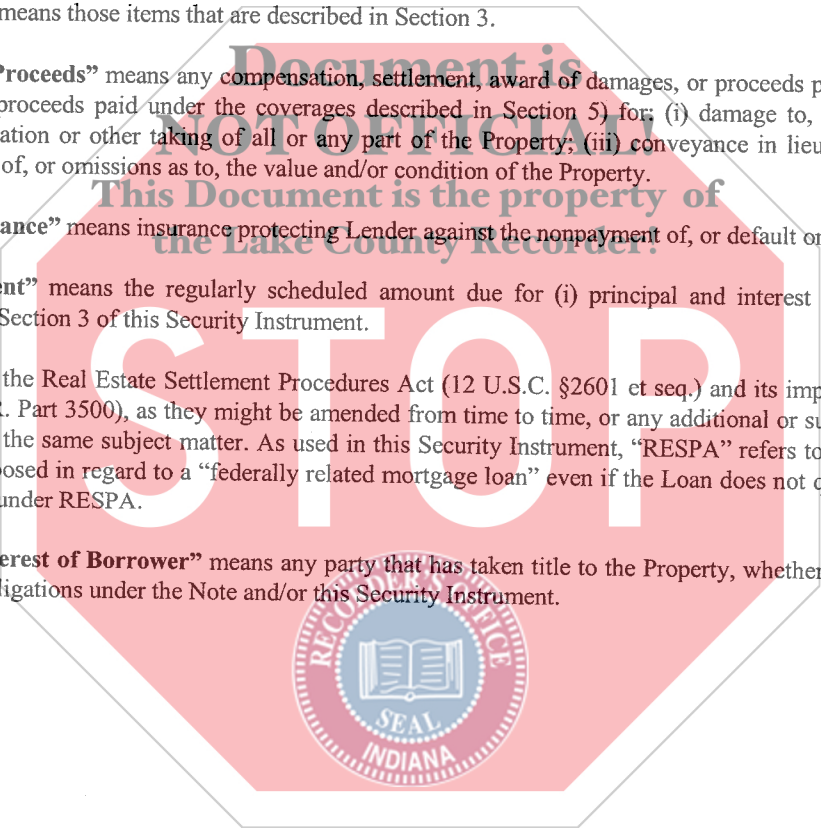 means those items that are described in Section 3.
Document is
Proceeds” means any compensation, settlement, award of damages, or proceeds p
proceeds paid under the coverages described in Section 5) for: (i) damage to,
NOT OFFICIAL!
ation or other taking of all or any part of the Property; (iii) conveyance in lieu
of, or omissions as to, the value and/or condition of the Property.
This Document is the property of
ance” means insurance protecting Lender against the nonpayment of, or default or
the Lake County Recorder!
ent” means the regularly scheduled amount due for (i) principal and interest
Section 3 of this Security Instrument.
STOP
the Real Estate Settlement Procedures Act (12 U.S.C. §2601 et seq.) and its imp
. Part 3500), as they might be amended from time to time, or any additional or su
the same subject matter. As used in this Security Instrument, “RESPA” refers to
osed in regard to a “federally related mortgage loan” even if the Loan does not q
under RESPA.
erest of Borrower” means any party that has taken title to the Property, whether
ligations under the Note and/or this Security Instrument.
RECORDER'S OFFICE
SEAL
INDIANA